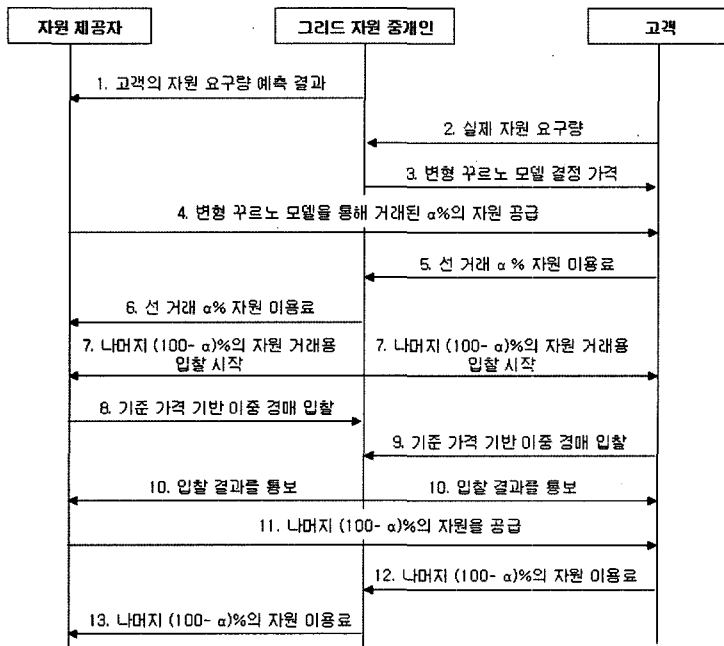 자원 제공자
그리드 자원 중개인
고객
1. 고객의 자원 요구량 예측 결과
2. 실제 자원 요구량
3. 변형 꾸르노 모델 결정 가격
4. 변형 꾸르노 모델을 통해 거래된 α%의 자원 공급
5. 선 거래 α % 자원 이용료
6. 선 거래 α% 자원 이용료
7. 나머지 (100- α)%의 자원 거래용
입찰 시작
7. 나머지 (100- α)%의 자원 거래용
입찰 시작
8. 기준 가격 기반 이중 경매 입찰
9. 기준 가격 기반 이중 경매 입찰
10. 입찰 결과를 통보
10. 입찰 결과를 통보
11. 나머지 (100- α)%의 자원을 공급
12. 나머지 (100- α)%의 자원 이용료
13. 나머지 (100- α)%의 자원 이용료